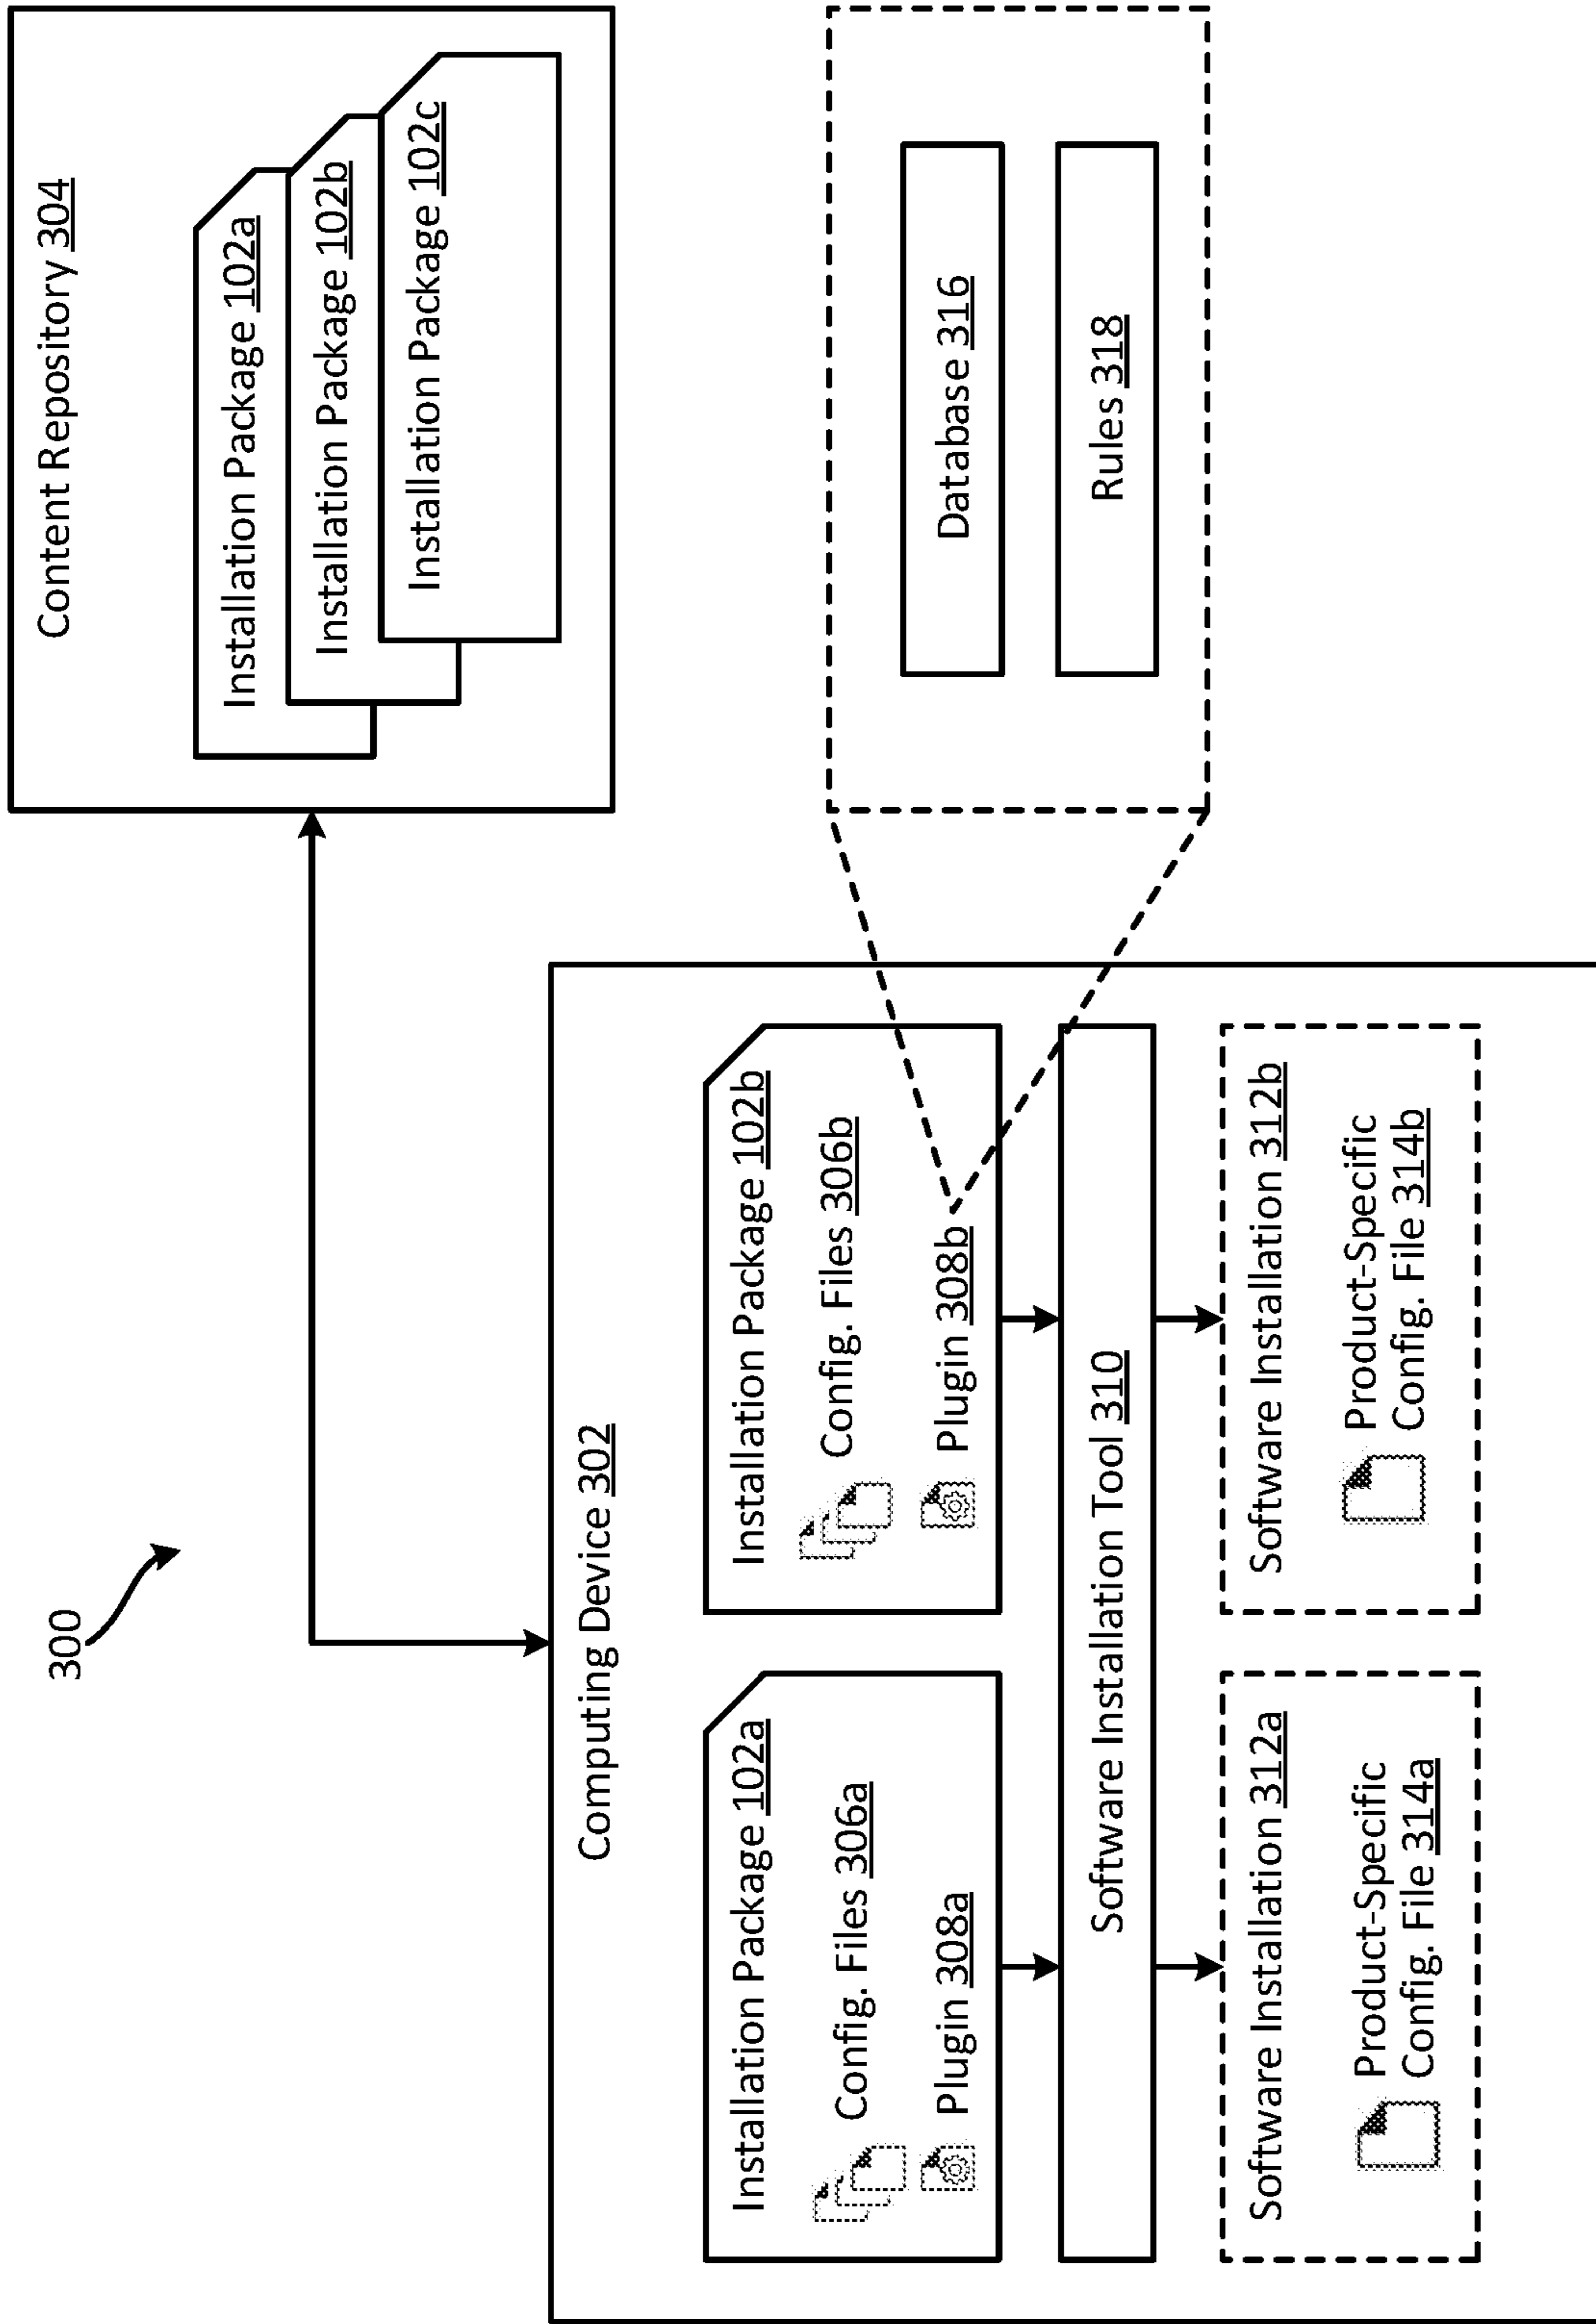 300
Content Repository 304
Installation Package 102a
Installation Package 102b
Installation Package 102c
Computing Device 302
Installation Package 102a
Config. Files 306a
Plugin 308a
Installation Package 102b
Config. Files 306b
Plugin 308b
Database 316
Rules 318
Software Installation Tool 310
Software Installation 312a
Product-Specific
Config. File 314a
Software Installation 312b
Product-Specific
Config. File 314b